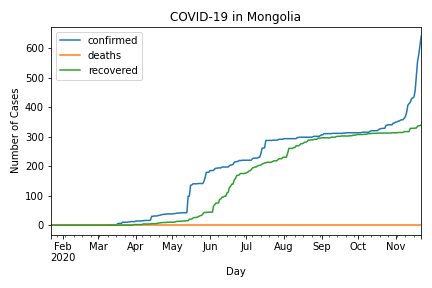 COVID-19 in Mongolia
confirmed
deaths
recovered
600
500
400
300
200
100
0
Number of Cases
Feb Mar Apr May Jun Jul Aug Sep Oct Nov
2020
Day